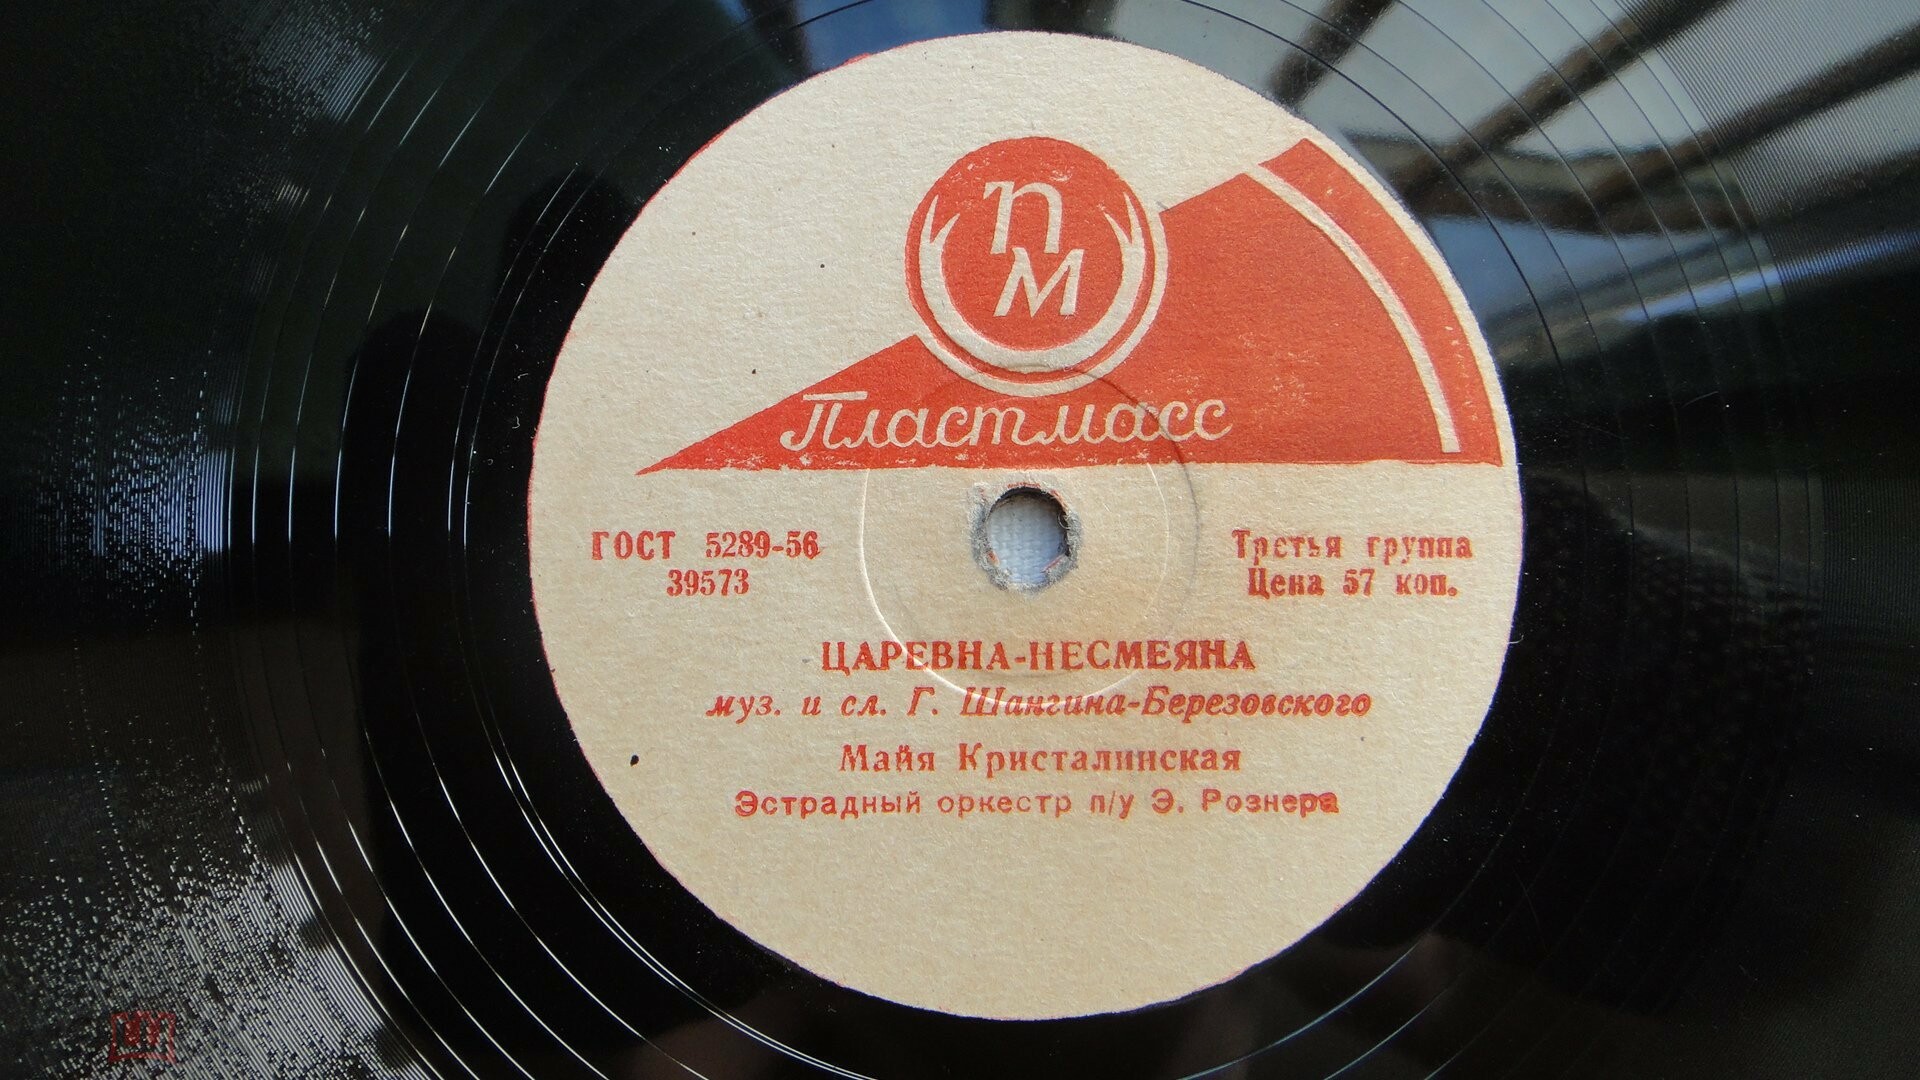 ПМ
Пластмасс
ГОСТ 5289-56
39573
Третья группа
Цена 57 коп.
ЦАРЕВНА-НЕСМЕЯНА
муз. и сл. Г. Шангина-Березовского
Майя Кристалинская
Эстрадный оркестр п/у Э. Рознера